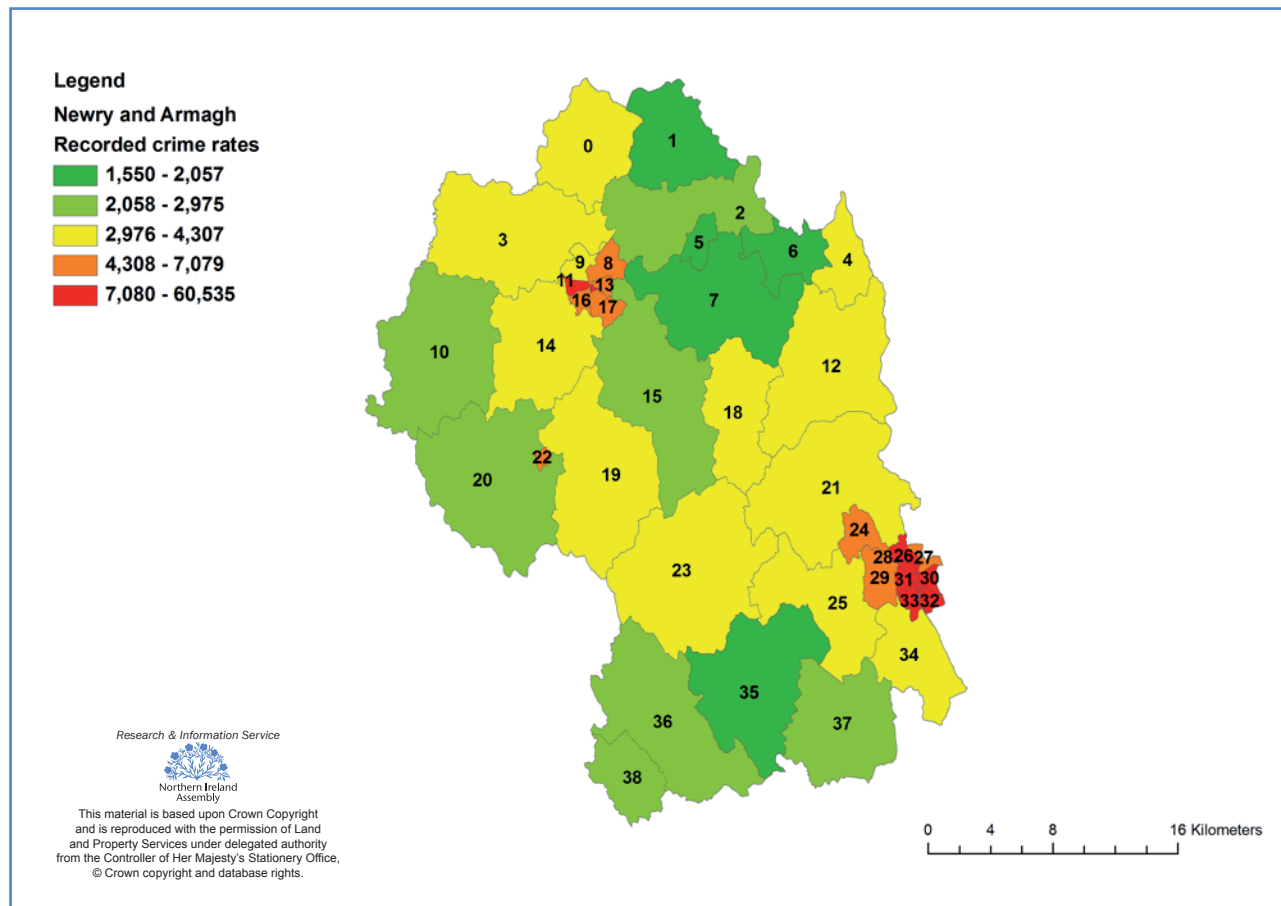 Legend
Newry and Armagh
Recorded crime rates
1,550 - 2,057
2,058 - 2,975
2,976 - 4,307
4,308 - 7,079
7,080 - 60,535
0
1
2
3
4
5
6
7
8
9
10
11
12
13
14
15
16
17
18
19
20
21
22
23
24
25
26
27
28
29
30
31
32
33
34
35
36
37
38
Research & Information Service
Northern Ireland
Assembly
This material is based upon Crown Copyright
and is reproduced with the permission of Land
and Property Services under delegated authority
from the Controller of Her Majesty's Stationery Office,
© Crown copyright and database rights.
0 4 8 16 Kilometers